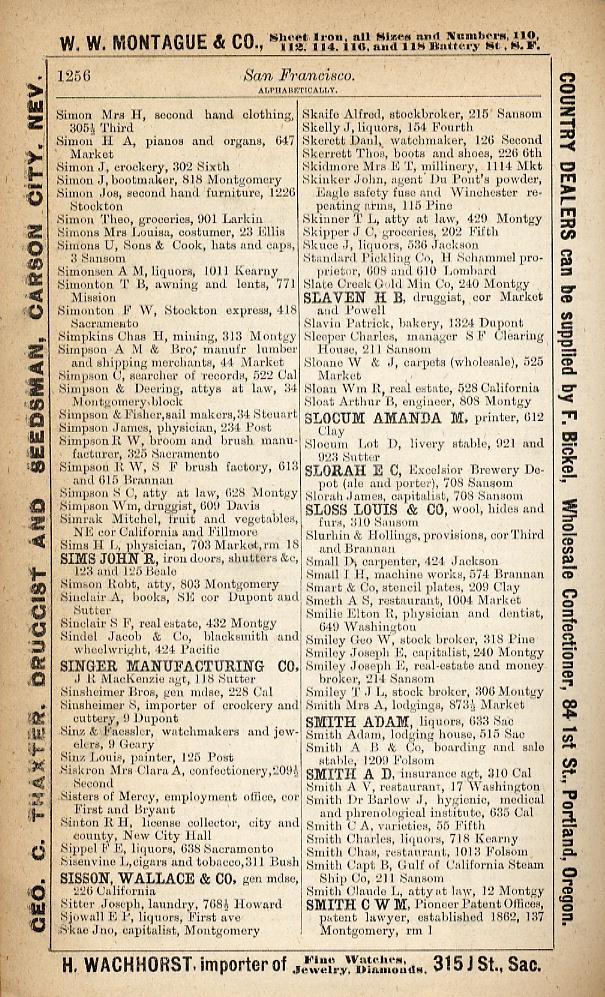 W. W. MONTAGUE & CO., Sheet Iron, all Sizes and Numbers, 110,
112, 114, 116, and 118 Battery St, S. F.
1256
San Francisco.
ALPHABETICALLY.
Simon Mrs H, second hand clothing,
305½ Third
Simon H A, pianos and organs, 647
Market
Simon J, crockery, 302 Sixth
Simon J, bootmaker, 818 Montgomery
Simon Jos, second hand furniture, 1226
Stockton
Simon Theo, groceries, 901 Larkin
Simons Mrs Louisa, costumer, 23 Ellis
Simons U, Sons & Cook, hats and caps,
3 Sansom
Simonsen A M, liquors, 1011 Kearny
Simonton T B, awning and tents, 771
Mission
Simonton F W, Stockton express, 418
Sacramento
Simpkins Chas H, mining, 313 Montgy
Simpson A M & Bro, manufr lumber
and shipping merchants, 44 Market
Simpson C, searcher of records, 522 Cal
Simpson & Deering, attys at law, 34
Montgomery block
Simpson & Fisher, sail makers, 34 Steuart
Simpson James, physician, 234 Post
Simpson R W, broom and brush manu-
facturer, 325 Sacramento
Simpson R W, S F brush factory, 613
and 615 Brannan
Simpson S C, atty at law, 628 Montgy
Simpson Wm, druggist, 609 Davis
Simrak Mitchel, fruit and vegetables,
NE cor California and Fillmore
Sims H L, physician, 703 Market, rm 18
SIMS JOHN R, iron doors, shutters &c,
123 and 125 Beale
Simson Robt, atty, 803 Montgomery
Sinclair A, books, SE cor Dupont and
Sutter
Sinclair S F, real estate, 432 Montgy
Sindel Jacob & Co, blacksmith and
wheelwright, 424 Pacific
SINGER MANUFACTURING CO,
J R MacKenzie agt, 118 Sutter
Sinsheimer Bros, gen mdse, 228 Cal
Sinsheimer S, importer of crockery and
cuttery, 9 Dupont
Sinz & Faessler, watchmakers and jew-
elers, 9 Geary
Sinz Louis, painter, 125 Post
Siskron Mrs Clara A, confectionery, 209½
Second
Sisters of Mercy, employment office, cor
First and Bryant
Sinton R H, license collector, city and
county, New City Hall
Sippel F E, liquors, 638 Sacramento
Sisenvine L, cigars and tobacco, 311 Bush
SISSON, WALLACE & CO, gen mdse,
226 California
Sitter Joseph, laundry, 768½ Howard
Sjowall E P, liquors, First ave
Skae Jno, capitalist, Montgomery
Skaife Alfred, stockbroker, 215 Sansom
Skelly J, liquors, 154 Fourth
Skerett Danl, watchmaker, 126 Second
Skerrett Thos, boots and shoes, 226 6th
Skidmore Mrs E T, millinery, 1114 Mkt
Skinker John, agent Du Pont's powder,
Eagle safety fuse and Winchester re-
peating arms, 115 Pine
Skinner T L, atty at law, 429 Montgy
Skipper J C, groceries, 202 Fifth
Skuce J, liquors, 536 Jackson
Standard Pickling Co, H Schammel pro-
prietor, 608 and 610 Lombard
Slate Creek Gold Min Co, 240 Montgy
SLAVEN H B, druggist, cor Market
and Powell
Slavin Patrick, bakery, 1324 Dupont
Sleeper Charles, manager S F Clearing
House, 211 Sansom
Sloane W & J, carpets (wholesale), 525
Market
Sloan Wm R, real estate, 528 California
Sloat Arthur B, engineer, 808 Montgy
SLOCUM AMANDA M, printer, 612
Clay
Slocum Lot D, livery stable, 921 and
923 Sutter
SLORAH E C, Excelsior Brewery De-
pot (ale and porter), 708 Sansom
Slorah James, capitalist, 708 Sansom
SLOSS LOUIS & CO, wool, hides and
furs, 310 Sansom
Slurhin & Hollings, provisions, cor Third
and Brannan
Small D, carpenter, 424 Jackson
Small I H, machine works, 574 Brannan
Smart & Co, stencil plates, 209 Clay
Smeth A S, restaurant, 1004 Market
Smilie Elton R, physician and dentist,
649 Washington
Smiley Geo W, stock broker, 318 Pine
Smiley Joseph E, capitalist, 240 Montgy
Smiley Joseph E, real-estate and money
broker, 214 Sansom
Smiley T J L, stock broker, 306 Montgy
Smith Mrs A, lodgings, 873½ Market
SMITH ADAM, liquors, 633 Sac
Smith Adam, lodging house, 515 Sac
Smith A B & Co, boarding and sale
stable, 1209 Folsom
SMITH A D, insurance agt, 310 Cal
Smith A V, restaurant, 17 Washington
Smith Dr Barlow J, hygienic, medical
and phrenological institute, 635 Cal
Smith C A, varieties, 55 Fifth
Smith Charles, liquors, 718 Kearny
Smith Chas, restaurant, 1013 Folsom
Smith Capt B, Gulf of California Steam
Ship Co, 211 Sansom
Smith Claude L, atty at law, 12 Montgy
SMITH C W M, Pioneer Patent Offices,
patent lawyer, established 1862, 137
Montgomery, rm 1
GEO. C. THAXTER, DRUGGIST AND SEEDSMAN, CARSON CITY, NEV.
COUNTRY DEALERS can be supplied by F. Bickel, Wholesale Confectioner, 84 1st St., Portland, Oregon.
H. WACHHORST, importer of Fine Watches, Jewelry, Diamonds, 315 J St., Sac.